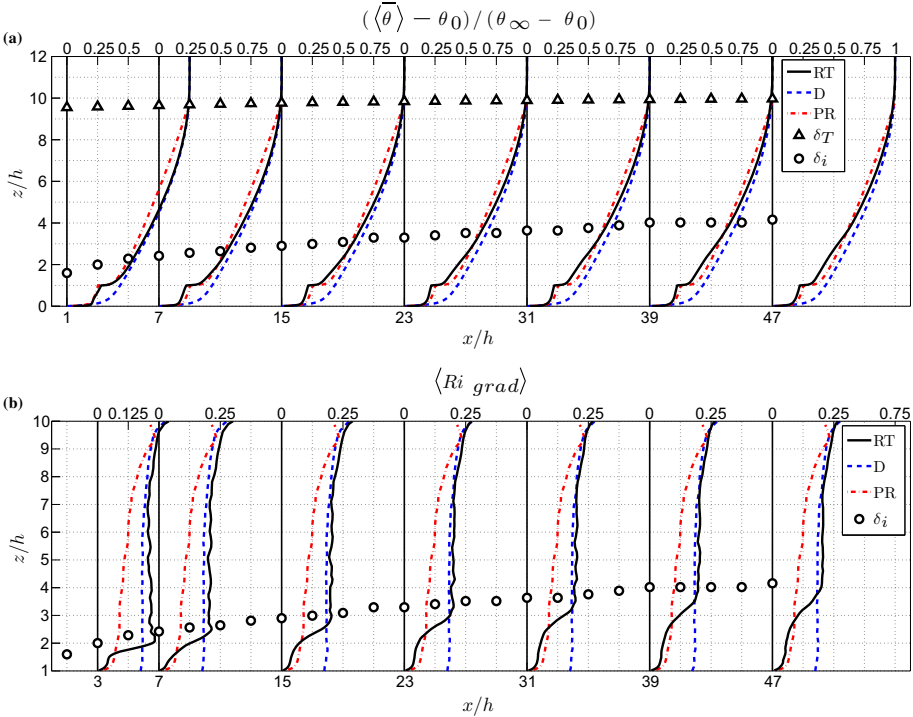 (⟨θ̅⟩ − θ0)/(θ∞ − θ0)
(a)
0 0.25 0.5 0 0.25 0.5 0.75 0 0.25 0.5 0.75 0 0.25 0.5 0.75 0 0.25 0.5 0.75 0 0.25 0.5 0.75 0 0.25 0.5 0.75 1
12
10
8
6
4
2
0
z/h
RT
D
PR
δT
δi
1 7 15 23 31 39 47
x/h
⟨Ri grad⟩
(b)
0 0.125 0 0.25 0 0.25 0 0.25 0 0.25 0 0.25 0 0.25 0.75
10
9
8
7
6
5
4
3
2
1
z/h
RT
D
PR
δi
3 7 15 23 31 39 47
x/h